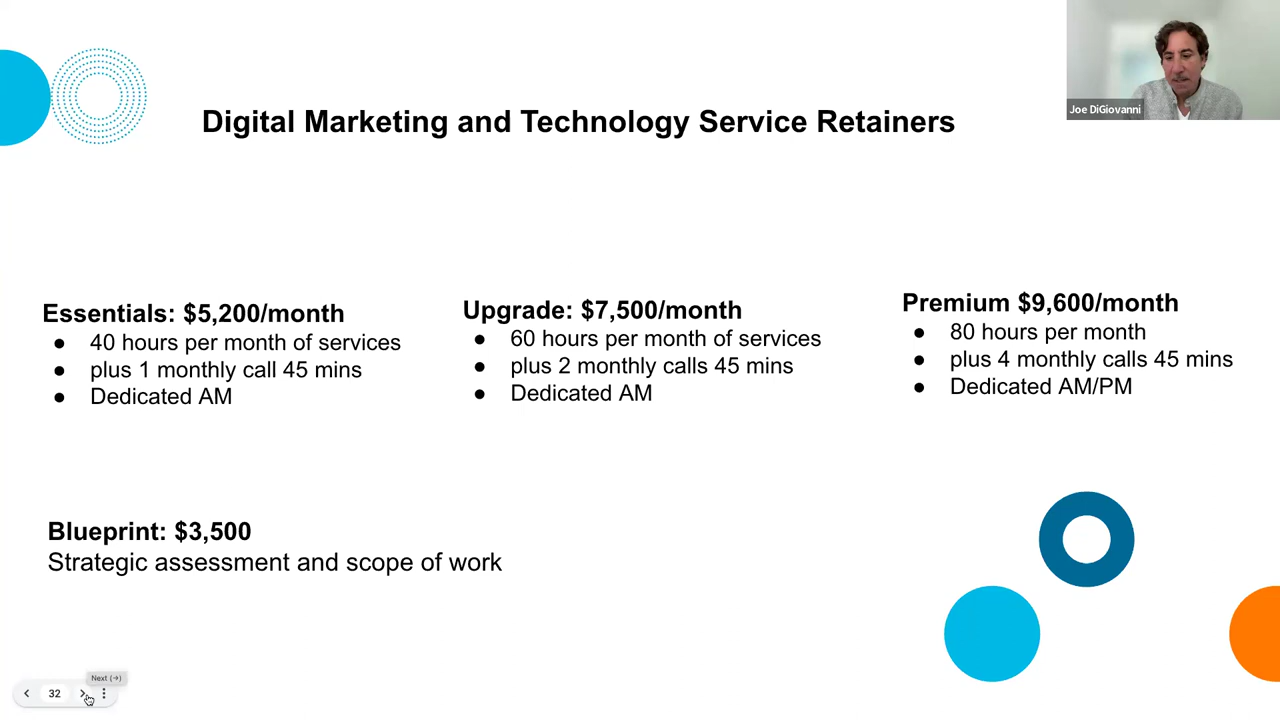 Joe DiGiovanni
Digital Marketing and Technology Service Retainers
Essentials: $5,200/month
● 40 hours per month of services
● plus 1 monthly call 45 mins
● Dedicated AM
Upgrade: $7,500/month
● 60 hours per month of services
● plus 2 monthly calls 45 mins
● Dedicated AM
Premium $9,600/month
● 80 hours per month
● plus 4 monthly calls 45 mins
● Dedicated AM/PM
Blueprint: $3,500
Strategic assessment and scope of work
Next (→)
32